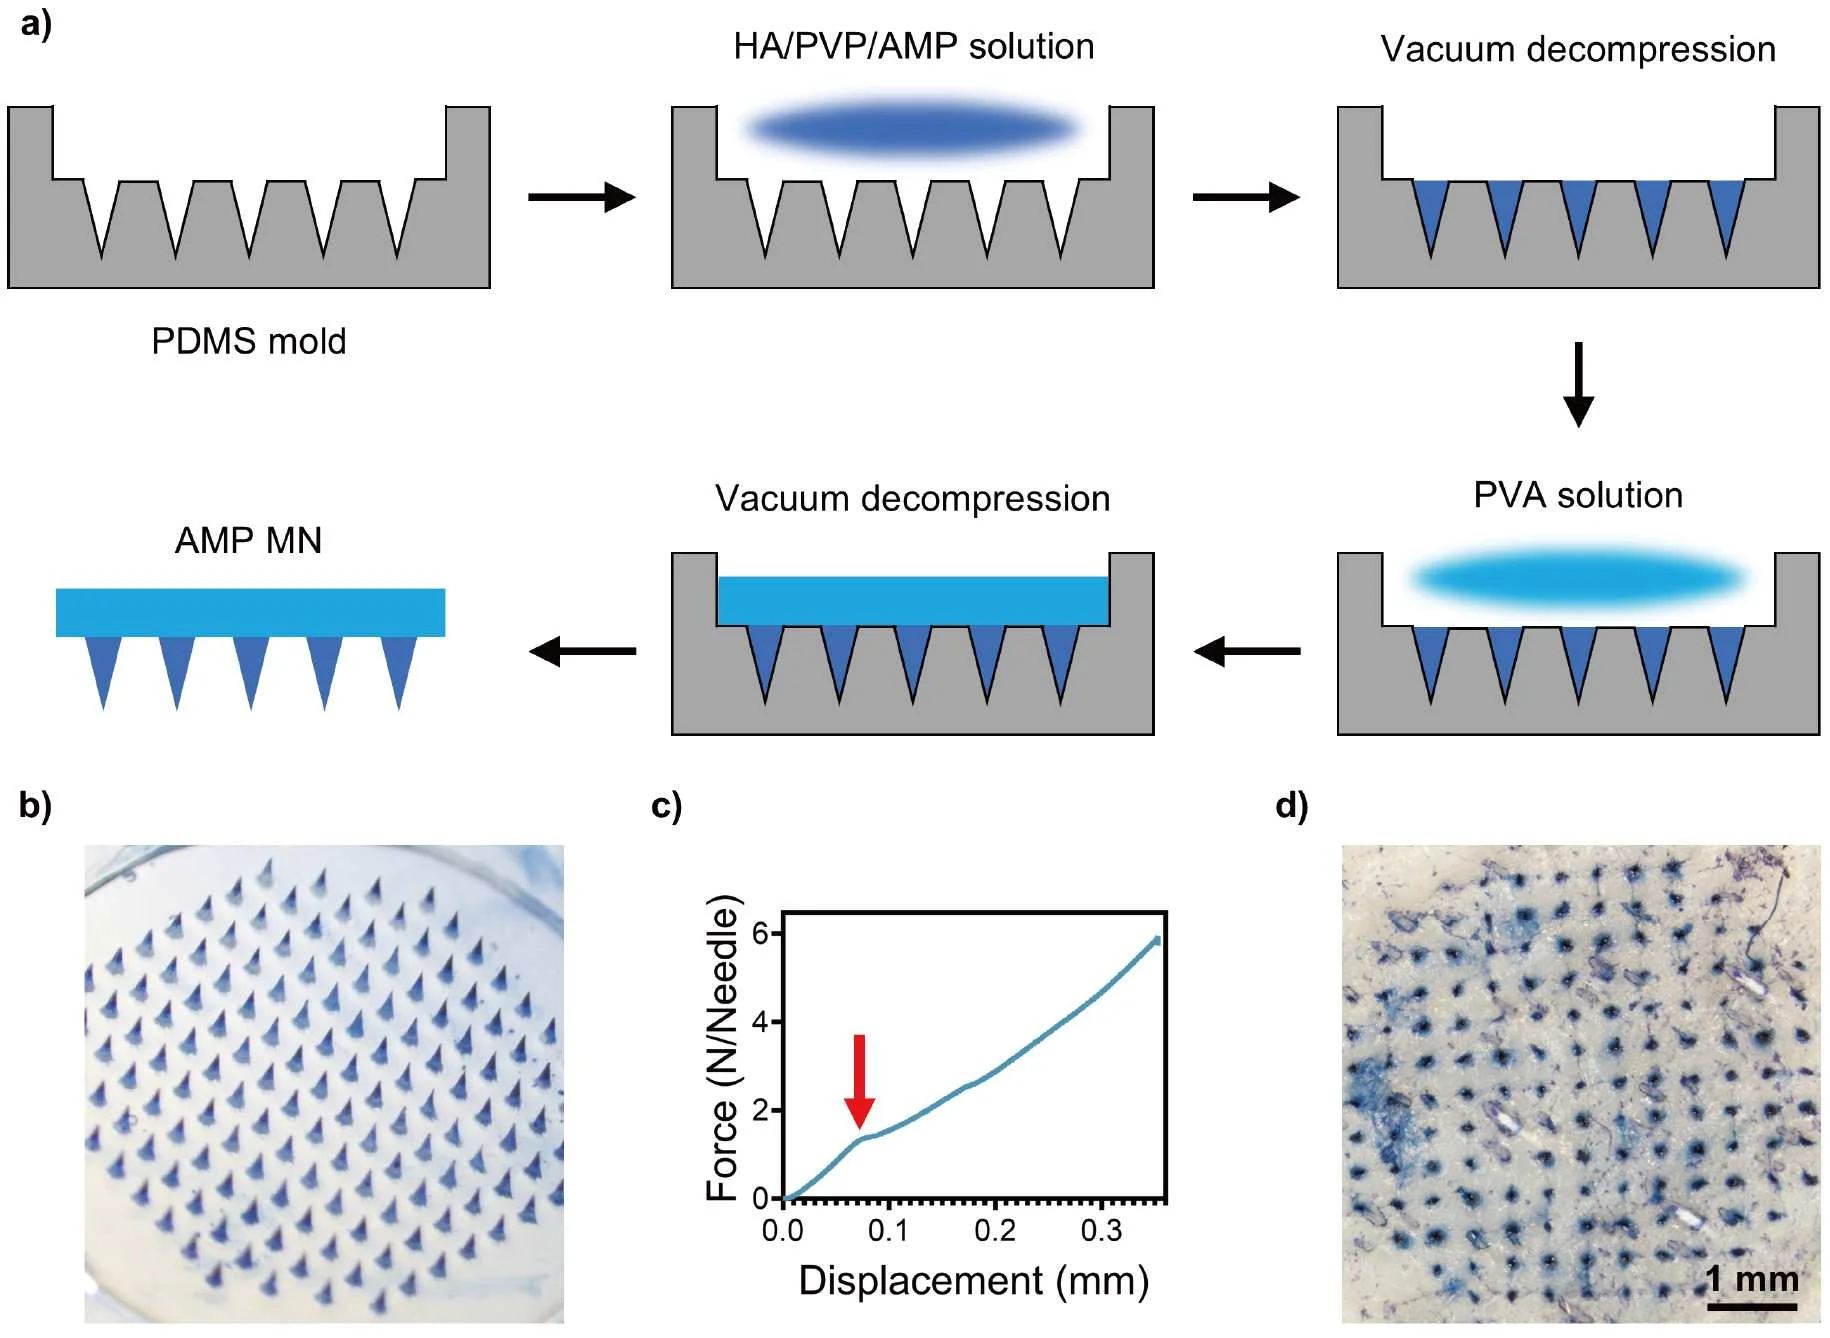 a)
HA/PVP/AMP solution
Vacuum decompression
PDMS mold
AMP MN
Vacuum decompression
PVA solution
b)
c)
d)
Force (N/Needle)
6
4
2
0
0.0 0.1 0.2 0.3
Displacement (mm)
1 mm